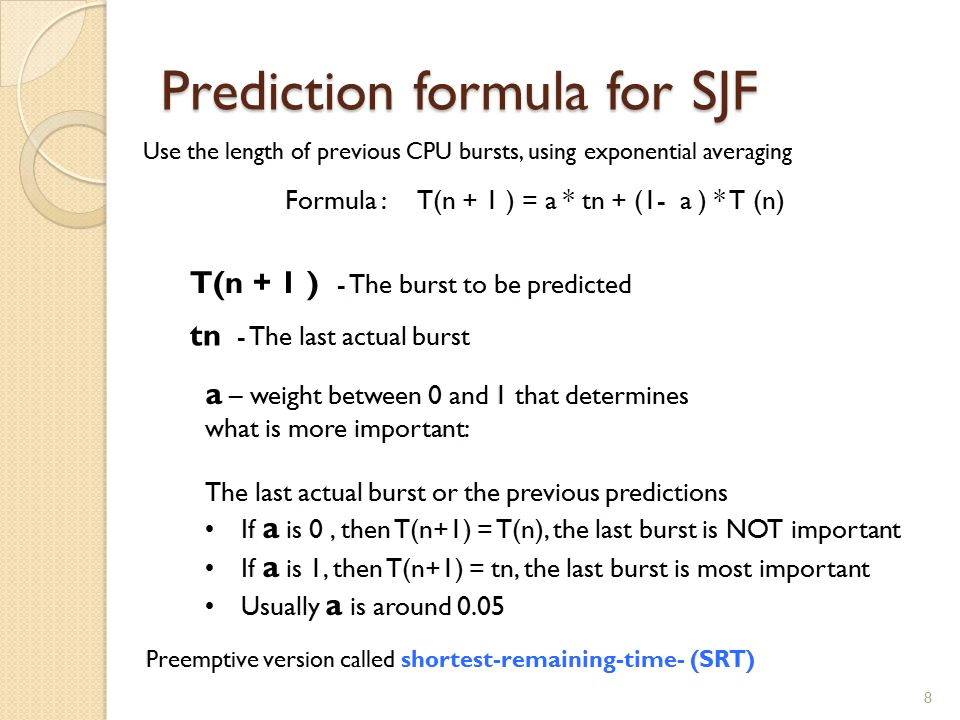 Prediction formula for SJF
Use the length of previous CPU bursts, using exponential averaging
Formula : T(n + 1 ) = a * tn + (1- a ) * T (n)
T(n + 1 ) - The burst to be predicted
tn - The last actual burst
a – weight between 0 and 1 that determines
what is more important:
The last actual burst or the previous predictions
• If a is 0 , then T(n+1) = T(n), the last burst is NOT important
• If a is 1, then T(n+1) = tn, the last burst is most important
• Usually a is around 0.05
Preemptive version called shortest-remaining-time- (SRT)
8